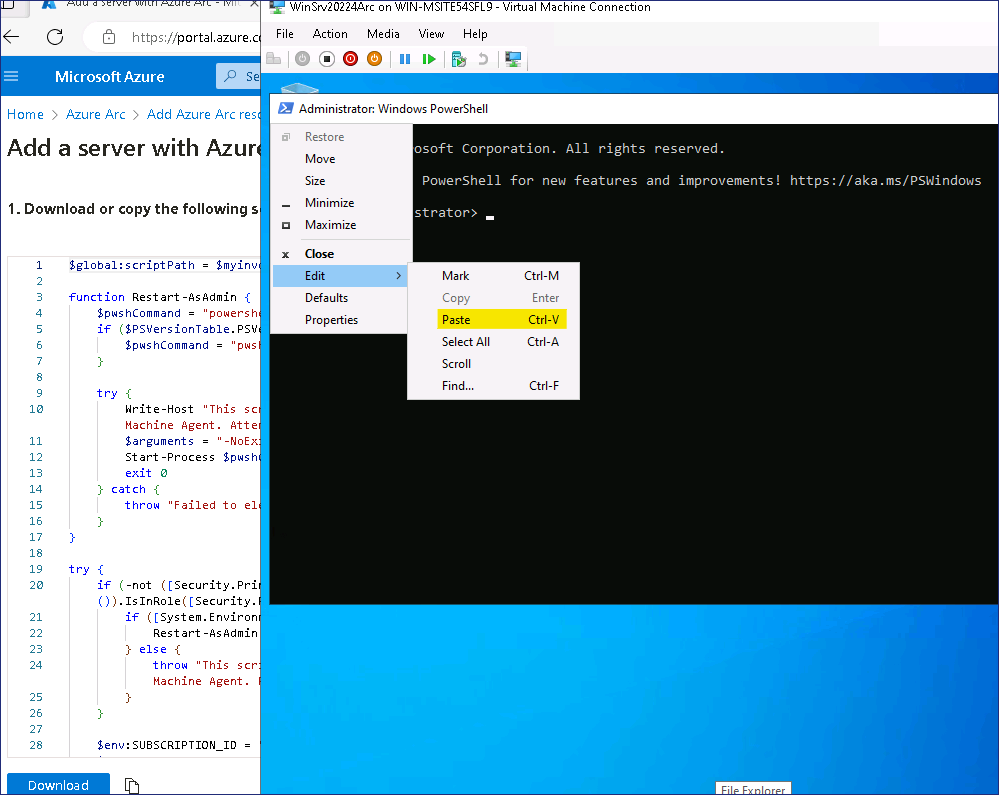 Add a server with Azure Arc - Mi
https://portal.azure.co
Microsoft Azure
Se
Home > Azure Arc > Add Azure Arc reso
Add a server with Azure
1. Download or copy the following s
1 $global:scriptPath = $myinvo
2
3 function Restart-AsAdmin {
4 $pwshCommand = "powershe
5 if ($PSVersionTable.PSVe
6 $pwshCommand = "pwsh
7 }
8
9 try {
10 Write-Host "This scr
Machine Agent. Atter
11 $arguments = "-NoExi
12 Start-Process $pwshC
13 exit 0
14 } catch {
15 throw "Failed to ele
16 }
17 }
18
19 try {
20 if (-not ([Security.Prin
()).IsInRole([Security.P
21 if ([System.Environm
22 Restart-AsAdmin
23 } else {
24 throw "This scri
Machine Agent. P
25 }
26 }
27
28 $env:SUBSCRIPTION_ID = "
Download
WinSrv20224Arc on WIN-MSITE54SFL9 - Virtual Machine Connection
File Action Media View Help
Administrator: Windows PowerShell
Restore
Move
Size
Minimize
Maximize
Close
Edit
Defaults
Properties
Mark Ctrl-M
Copy Enter
Paste Ctrl-V
Select All Ctrl-A
Scroll
Find... Ctrl-F
osoft Corporation. All rights reserved.
PowerShell for new features and improvements! https://aka.ms/PSWindows
strator>
File Explorer